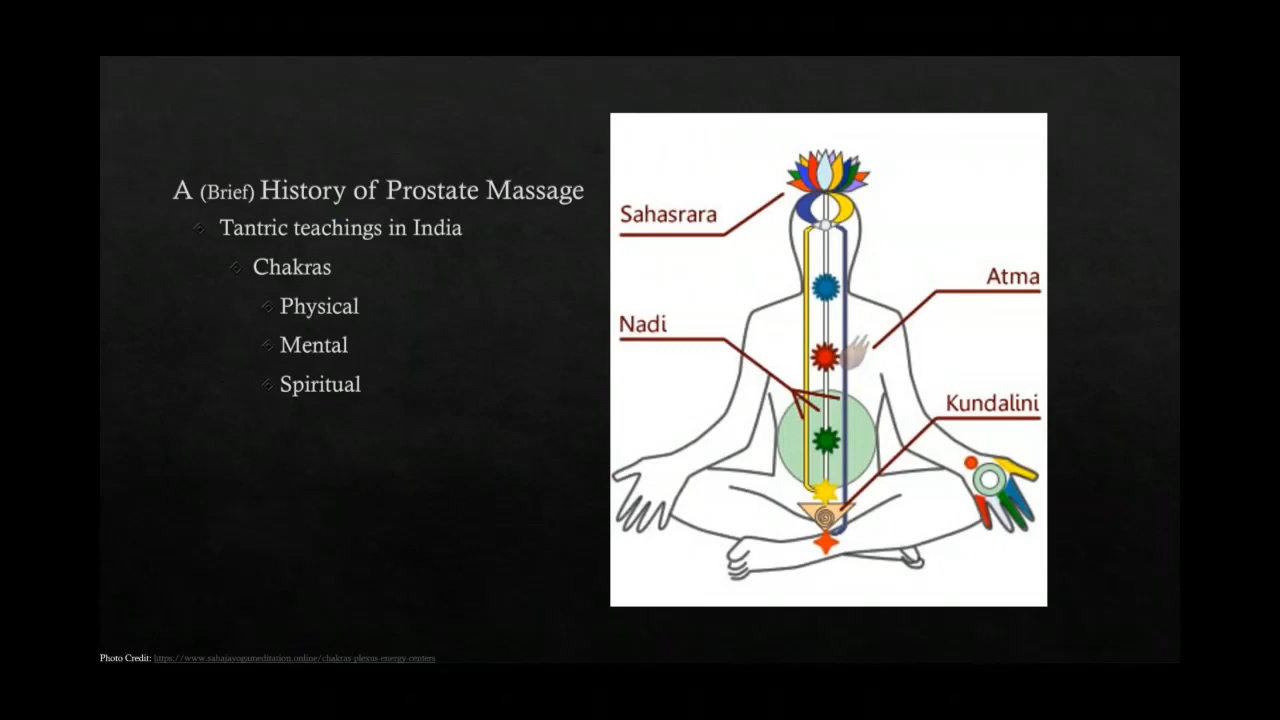 A (Brief) History of Prostate Massage
Tantric teachings in India
Chakras
Physical
Mental
Spiritual
Sahasrara
Atma
Nadi
Kundalini
Photo Credit: https://www.sahajayogameditation.online/chakras-plexus-energy-centers